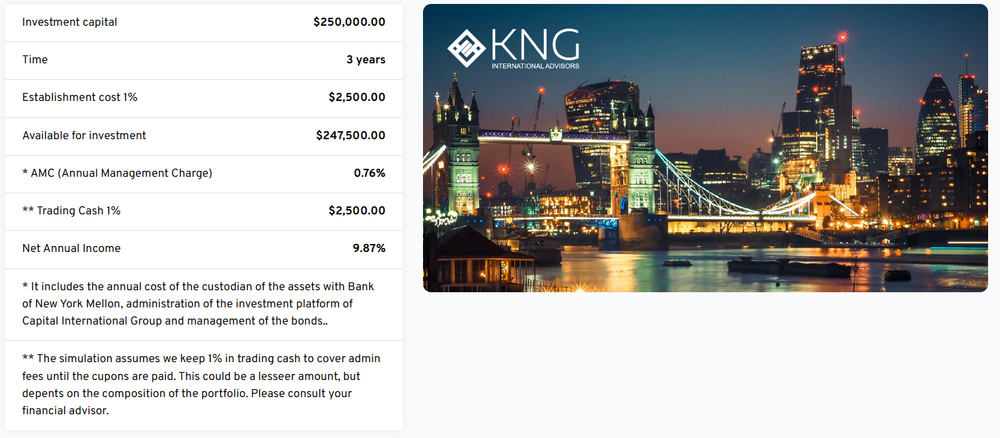 Investment capital $250,000.00
Time 3 years
Establishment cost 1% $2,500.00
Available for investment $247,500.00
* AMC (Annual Management Charge) 0.76%
** Trading Cash 1% $2,500.00
Net Annual Income 9.87%
* It includes the annual cost of the custodian of the assets with Bank
of New York Mellon, administration of the investment platform of
Capital International Group and management of the bonds..
** The simulation assumes we keep 1% in trading cash to cover admin
fees until the cupons are paid. This could be a lesseer amount, but
depends on the composition of the portfolio. Please consult your
financial advisor.
KNG
INTERNATIONAL ADVISORS